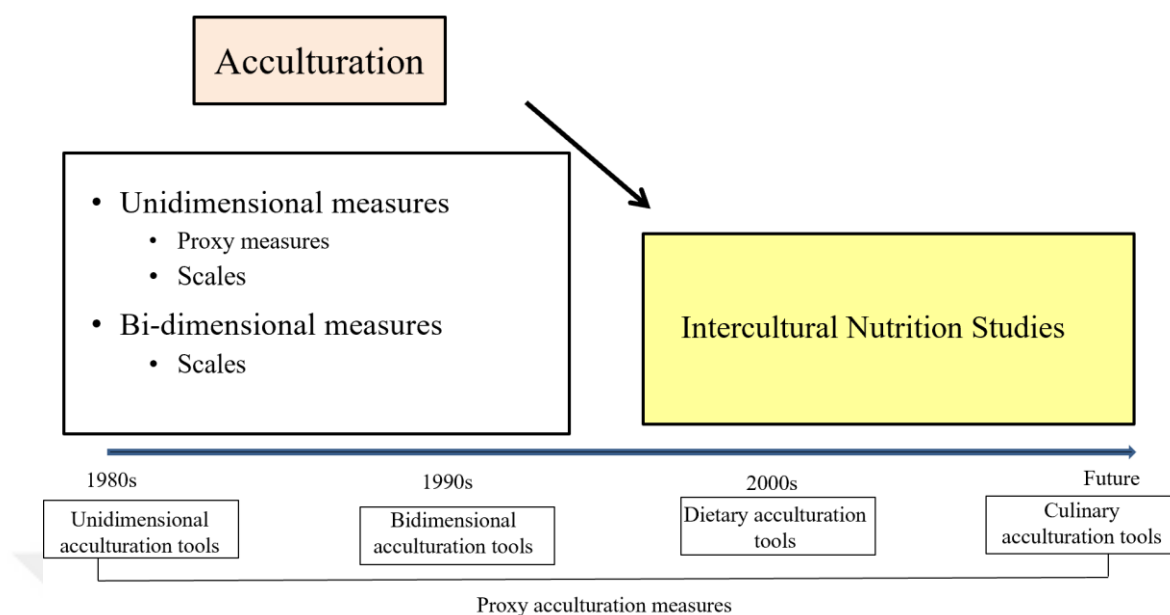 Acculturation
• Unidimensional measures
• Proxy measures
• Scales
• Bi-dimensional measures
• Scales
Intercultural Nutrition Studies
1980s
1990s
2000s
Future
Unidimensional
acculturation tools
Bidimensional
acculturation tools
Dietary acculturation
tools
Culinary
acculturation tools
Proxy acculturation measures